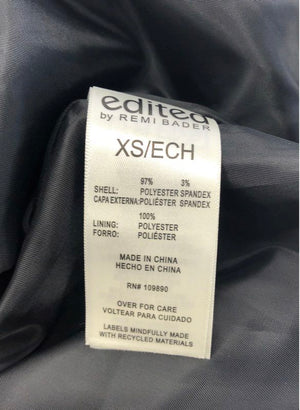 edited
by REMI BADER
XS/ECH
97% 3%
SHELL: POLYESTER SPANDEX
CAPA EXTERNA: POLIÉSTER SPANDEX
100%
LINING: POLYESTER
FORRO: POLIÉSTER
MADE IN CHINA
HECHO EN CHINA
RN# 109890
OVER FOR CARE
VOLTEAR PARA CUIDADO
LABELS MINDFULLY MADE
WITH RECYCLED MATERIALS